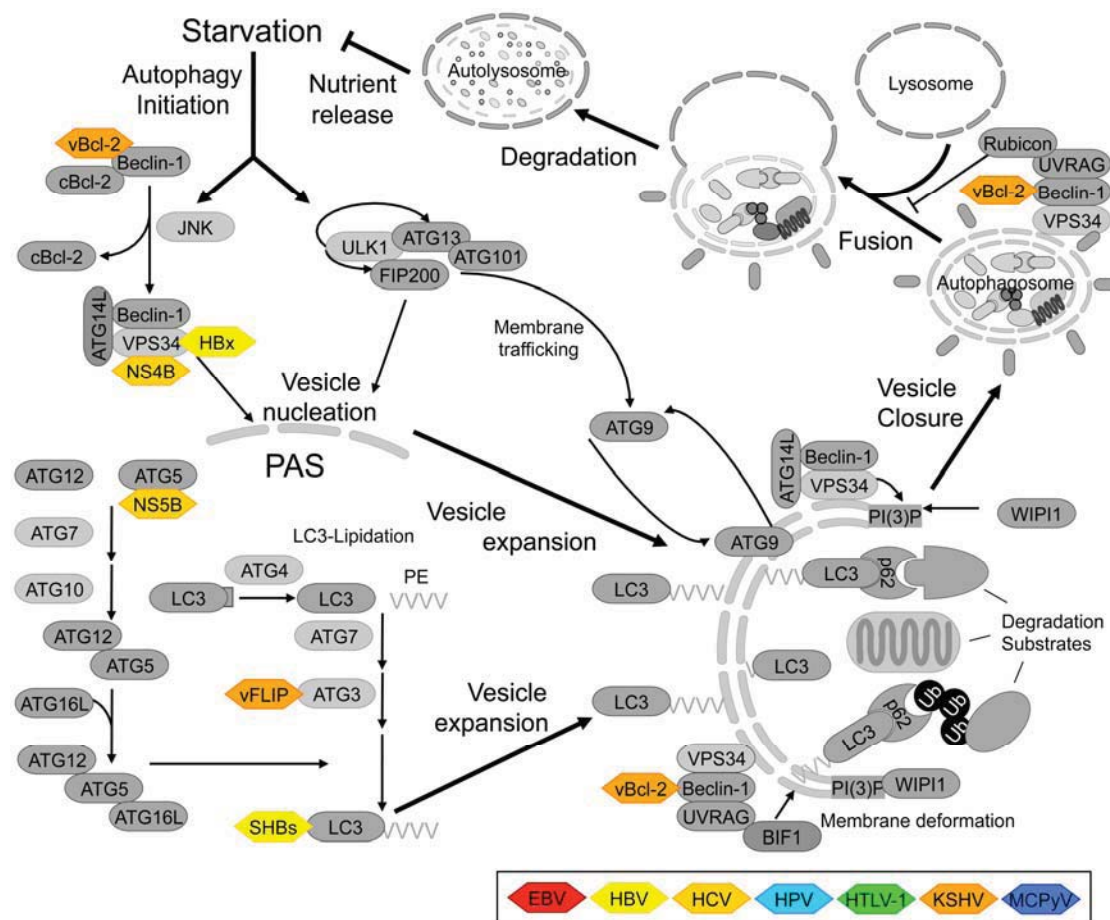 Starvation
Autophagy
Initiation
Nutrient
release
Autolysosome
Degradation
Lysosome
Fusion
Rubicon
UVRAG
vBcl-2
Beclin-1
VPS34
Autophagosome
vBcl-2
Beclin-1
cBcl-2
JNK
cBcl-2
ULK1
ATG13
ATG101
FIP200
ATG14L
Beclin-1
VPS34
HBx
NS4B
Membrane
trafficking
Vesicle
nucleation
PAS
ATG9
Vesicle
Closure
ATG12
ATG5
NS5B
ATG7
ATG10
ATG12
ATG5
ATG16L
ATG12
ATG5
ATG16L
LC3-Lipidation
ATG4
LC3
LC3
PE
ATG7
vFLIP
ATG3
SHBs
LC3
Vesicle
expansion
Vesicle
expansion
ATG14L
Beclin-1
VPS34
PI(3)P
WIPI1
ATG9
LC3
LC3
p62
Degradation
Substrates
LC3
LC3
LC3
p62
Ub
Ub
Ub
VPS34
vBcl-2
Beclin-1
UVRAG
BIF1
PI(3)P
WIPI1
Membrane deformation
EBV
HBV
HCV
HPV
HTLV-1
KSHV
MCPyV